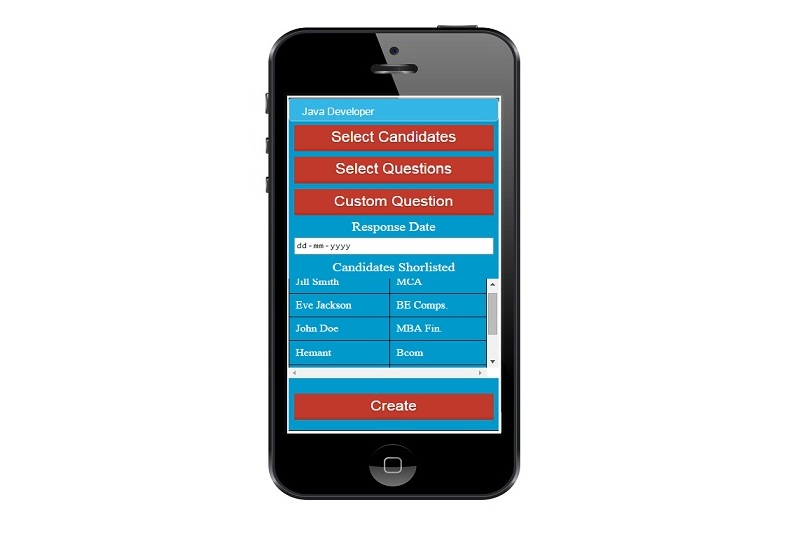 Java Developer
Select Candidates
Select Questions
Custom Question
Response Date
dd-mm-yyyy
Candidates Shorlisted
Jill Smith MCA
Eve Jackson BE Comps.
John Doe MBA Fin.
Hemant Bcom
Create